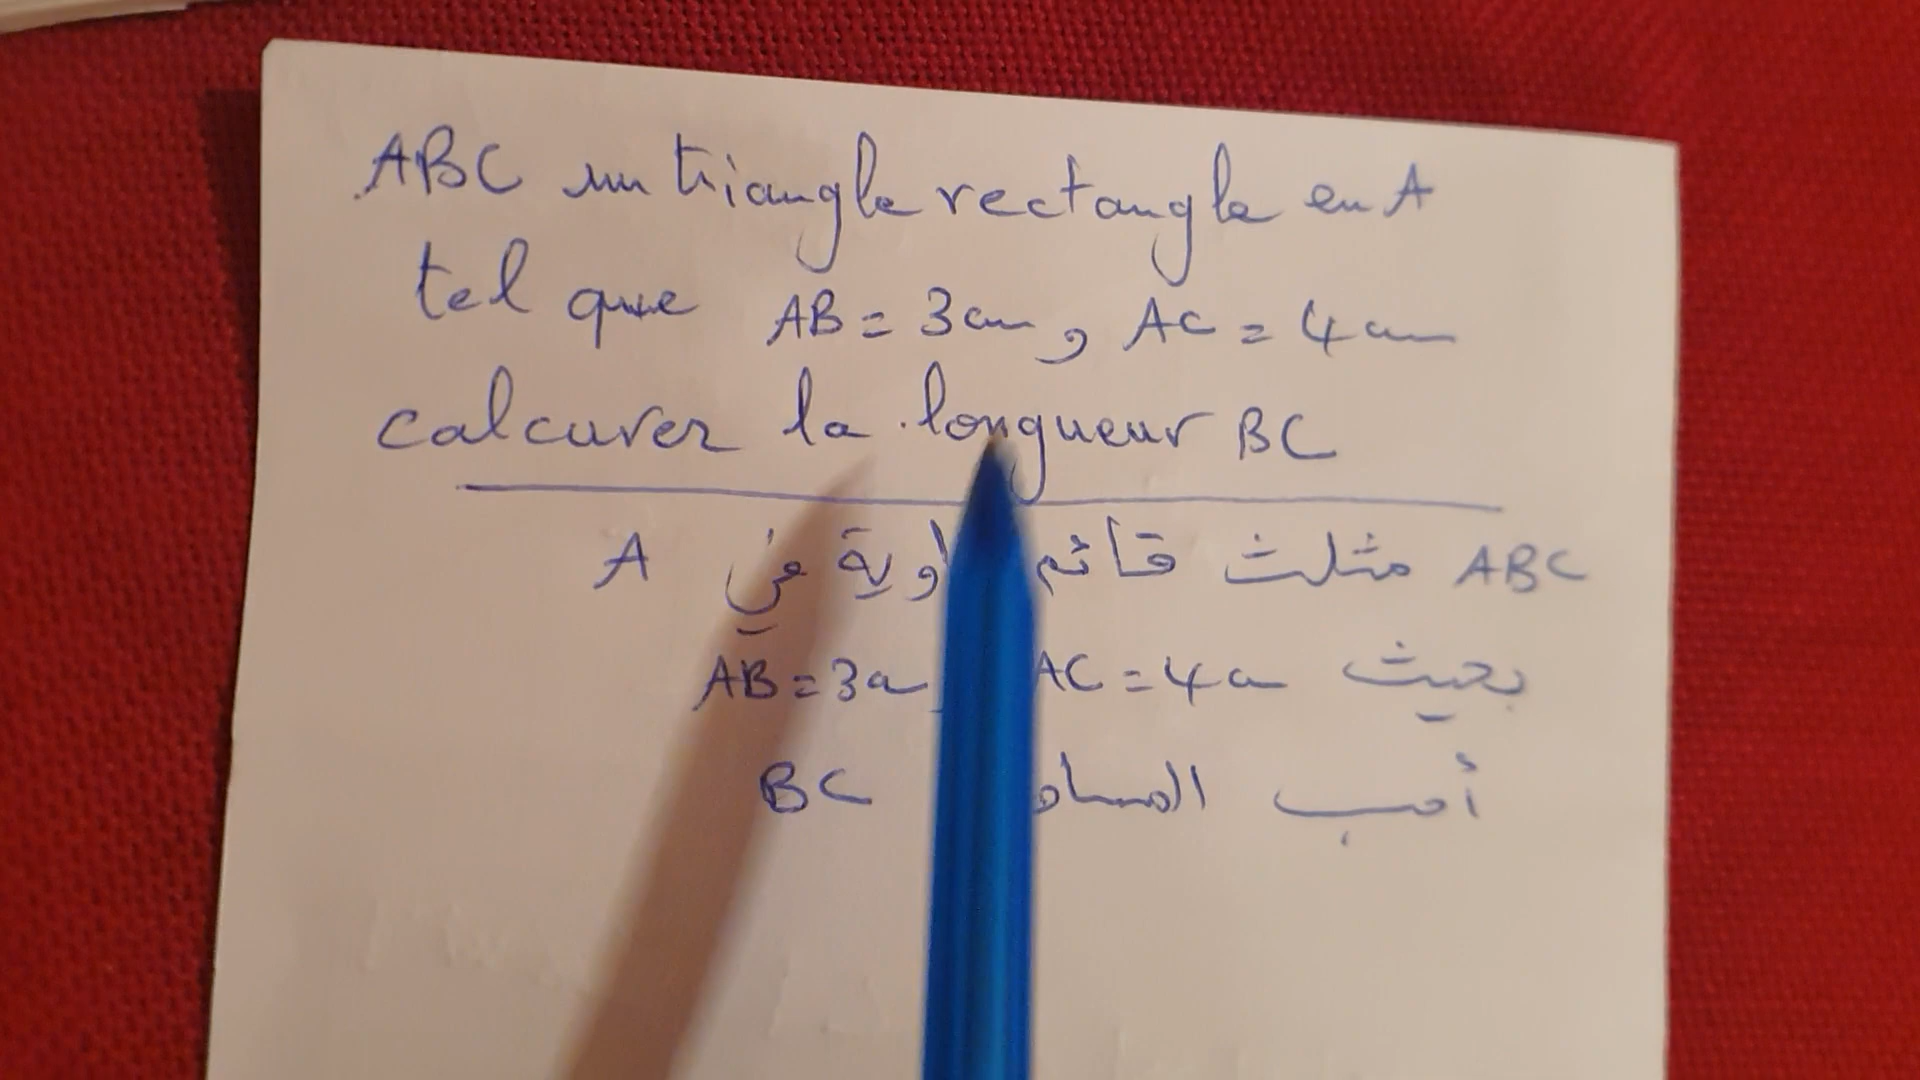 ABC un triangle rectangle en A
tel que AB = 3cm, AC = 4cm
calcurer la longueur BC
ABC مثلث قائم في A
بحيث AC = 4cm AB = 3cm
أحسب BC